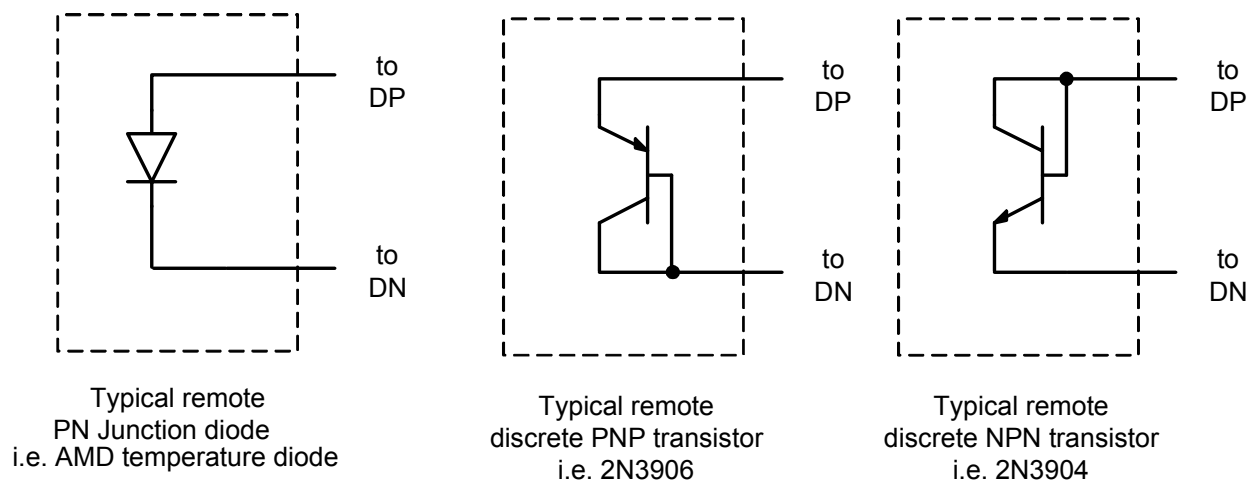 to
DP
to
DN
Typical remote
PN Junction diode
i.e. AMD temperature diode
to
DP
to
DN
Typical remote
discrete PNP transistor
i.e. 2N3906
to
DP
to
DN
Typical remote
discrete NPN transistor
i.e. 2N3904